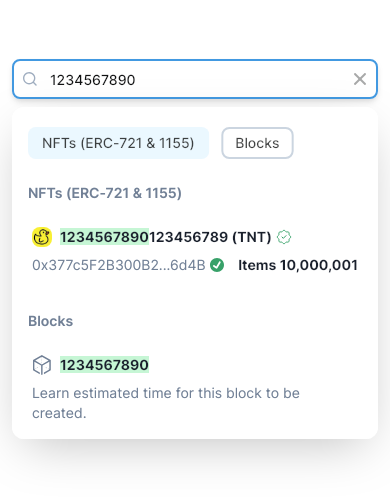 1234567890
NFTs (ERC-721 & 1155) Blocks
NFTs (ERC-721 & 1155)
1234567890123456789 (TNT)
0x377c5F2B300B2...6d4B Items 10,000,001
Blocks
1234567890
Learn estimated time for this block to be
created.